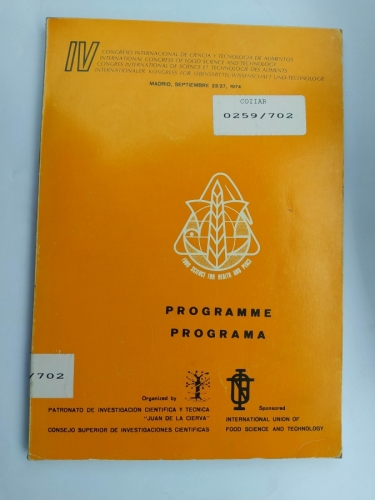 IV
CONGRESO INTERNACIONAL DE CIENCIA Y TECNOLOGIA DE ALIMENTOS
INTERNATIONAL CONGRESS OF FOOD SCIENCE AND TECHNOLOGY
CONGRES INTERNATIONAL DE SCIENCE ET TECHNOLOGIE DES ALIMENTS
INTERNATIONALER KONGRESS FÜR LEBENSMITTELWISSENSCHAFT UND-TECHNOLOGIE
MADRID, SEPTIEMBRE 23/27, 1974
COIIAR
0259/702
FOOD SCIENCE FOR HEALTH AND PEACE
PROGRAMME
PROGRAMA
/702
Organized by
PATRONATO DE INVESTIGACION CIENTIFICA Y TECNICA
"JUAN DE LA CIERVA"
CONSEJO SUPERIOR DE INVESTIGACIONES CIENTIFICAS
Sponsored
INTERNATIONAL UNION OF
FOOD SCIENCE AND TECHNOLOGY